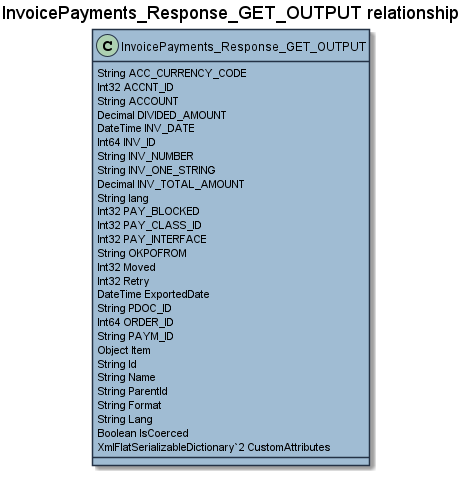 InvoicePayments_Response_GET_OUTPUT relationship
C InvoicePayments_Response_GET_OUTPUT
String ACC_CURRENCY_CODE
Int32 ACCNT_ID
String ACCOUNT
Decimal DIVIDED_AMOUNT
DateTime INV_DATE
Int64 INV_ID
String INV_NUMBER
String INV_ONE_STRING
Decimal INV_TOTAL_AMOUNT
String lang
Int32 PAY_BLOCKED
Int32 PAY_CLASS_ID
Int32 PAY_INTERFACE
String OKPOFROM
Int32 Moved
Int32 Retry
DateTime ExportedDate
String PDOC_ID
Int64 ORDER_ID
String PAYM_ID
Object Item
String Id
String Name
String ParentId
String Format
String Lang
Boolean IsCoerced
XmlFlatSerializableDictionary`2 CustomAttributes